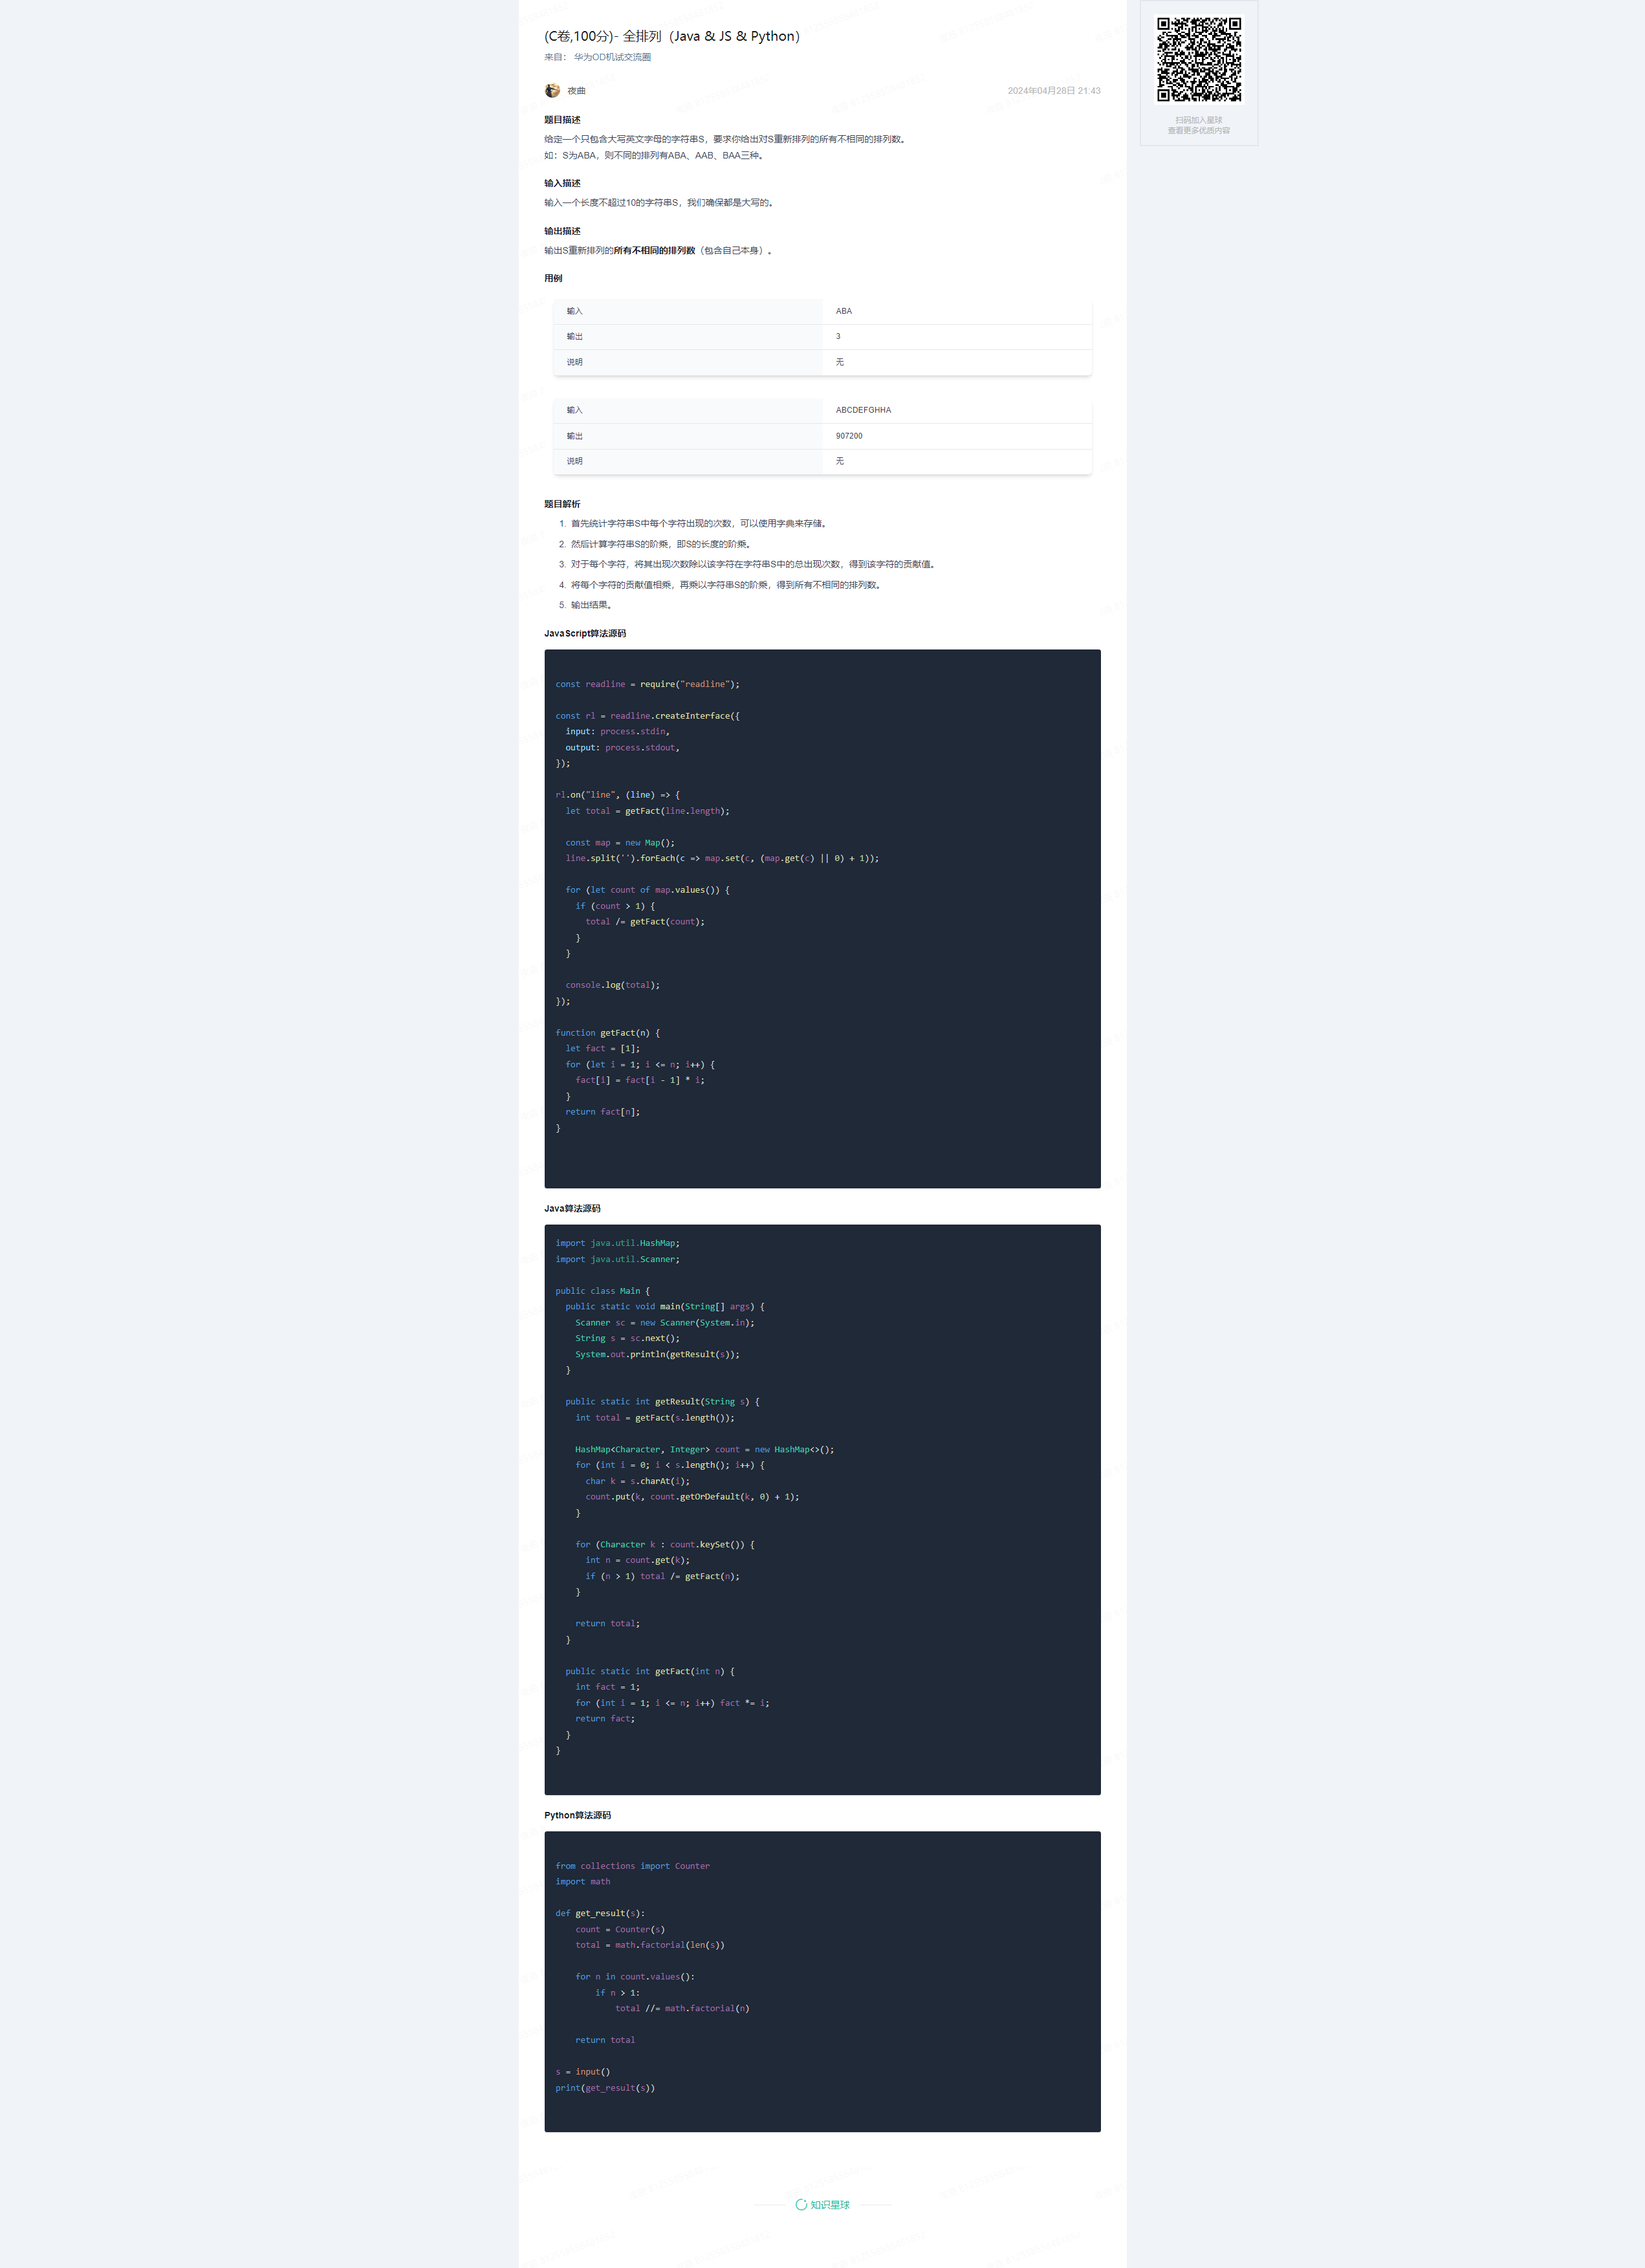 (C卷,100分)- 全排列（Java & JS & Python）
来自： 华为OD机试交流圈
夜曲
2024年04月28日 21:43
扫码加入星球
查看更多优质内容
题目描述
给定一个只包含大写英文字母的字符串S，要求你给出对S重新排列的所有不相同的排列数。
如：S为ABA，则不同的排列有ABA、AAB、BAA三种。
输入描述
输入一个长度不超过10的字符串S，我们确保都是大写的。
输出描述
输出S重新排列的所有不相同的排列数（包含自己本身）。
用例
输入 ABA
输出 3
说明 无
输入 ABCDEFGHHA
输出 907200
说明 无
题目解析
1. 首先统计字符串S中每个字符出现的次数，可以使用字典来存储。
2. 然后计算字符串S的阶乘，即S的长度的阶乘。
3. 对于每个字符，将其出现次数除以该字符在字符串S中的总出现次数，得到该字符的贡献值。
4. 将每个字符的贡献值相乘，再乘以字符串S的阶乘，得到所有不相同的排列数。
5. 输出结果。
JavaScript算法源码
const readline = require("readline");
const rl = readline.createInterface({
  input: process.stdin,
  output: process.stdout,
});
rl.on("line", (line) => {
  let total = getFact(line.length);
  const map = new Map();
  line.split('').forEach(c => map.set(c, (map.get(c) || 0) + 1));
  for (let count of map.values()) {
    if (count > 1) {
      total /= getFact(count);
    }
  }
  console.log(total);
});
function getFact(n) {
  let fact = [1];
  for (let i = 1; i <= n; i++) {
    fact[i] = fact[i - 1] * i;
  }
  return fact[n];
}
Java算法源码
import java.util.HashMap;
import java.util.Scanner;
public class Main {
  public static void main(String[] args) {
    Scanner sc = new Scanner(System.in);
    String s = sc.next();
    System.out.println(getResult(s));
  }
  public static int getResult(String s) {
    int total = getFact(s.length());
    HashMap<Character, Integer> count = new HashMap<>();
    for (int i = 0; i < s.length(); i++) {
      char k = s.charAt(i);
      count.put(k, count.getOrDefault(k, 0) + 1);
    }
    for (Character k : count.keySet()) {
      int n = count.get(k);
      if (n > 1) total /= getFact(n);
    }
    return total;
  }
  public static int getFact(int n) {
    int fact = 1;
    for (int i = 1; i <= n; i++) fact *= i;
    return fact;
  }
}
Python算法源码
from collections import Counter
import math
def get_result(s):
    count = Counter(s)
    total = math.factorial(len(s))
    for n in count.values():
        if n > 1:
            total //= math.factorial(n)
    return total
s = input()
print(get_result(s))
知识星球